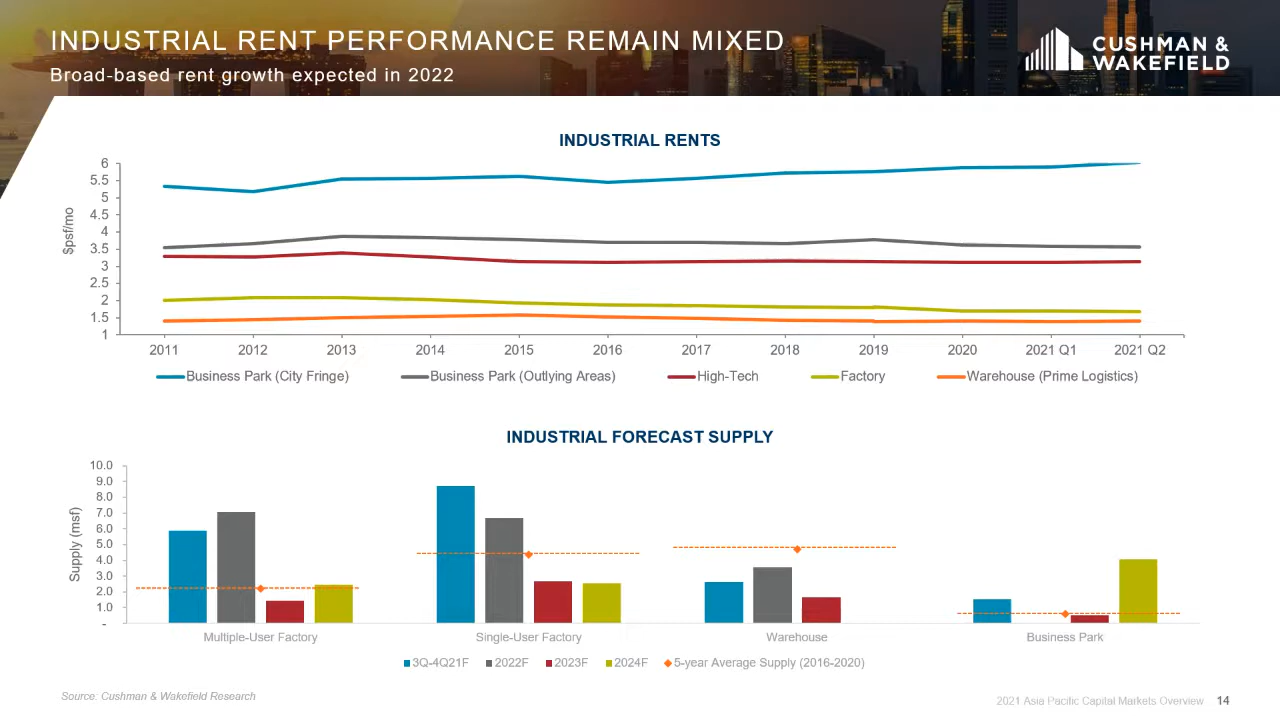 INDUSTRIAL RENT PERFORMANCE REMAIN MIXED
Broad-based rent growth expected in 2022
CUSHMAN &
WAKEFIELD
INDUSTRIAL RENTS
$psf/mo
6
5.5
5
4.5
4
3.5
3
2.5
2
1.5
1
2011 2012 2013 2014 2015 2016 2017 2018 2019 2020 2021 Q1 2021 Q2
Business Park (City Fringe) Business Park (Outlying Areas) High-Tech Factory Warehouse (Prime Logistics)
INDUSTRIAL FORECAST SUPPLY
Supply (msf)
10.0
9.0
8.0
7.0
6.0
5.0
4.0
3.0
2.0
1.0
-
Multiple-User Factory Single-User Factory Warehouse Business Park
3Q-4Q21F 2022F 2023F 2024F 5-year Average Supply (2016-2020)
Source: Cushman & Wakefield Research
2021 Asia Pacific Capital Markets Overview 14